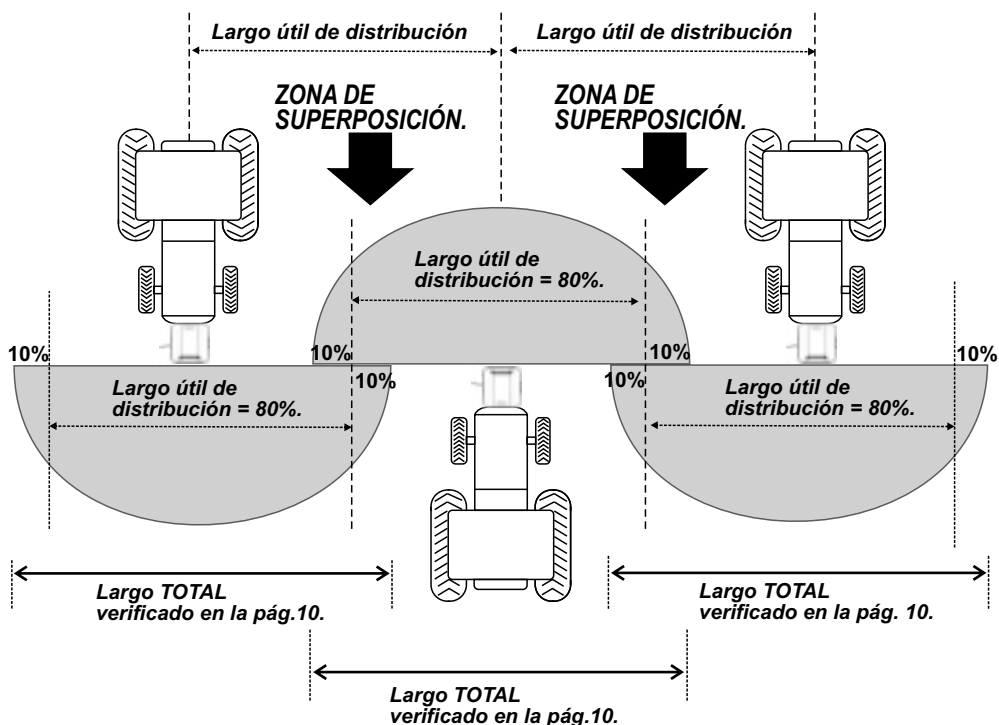 Largo útil de distribución
Largo útil de distribución
ZONA DE
SUPERPOSICIÓN.
ZONA DE
SUPERPOSICIÓN.
Largo útil de
distribución = 80%.
10%
10%
10%
10%
10%
10%
Largo útil de
distribución = 80%.
Largo útil de
distribución = 80%.
Largo TOTAL
verificado en la pág.10.
Largo TOTAL
verificado en la pág. 10.
Largo TOTAL
verificado en la pág.10.